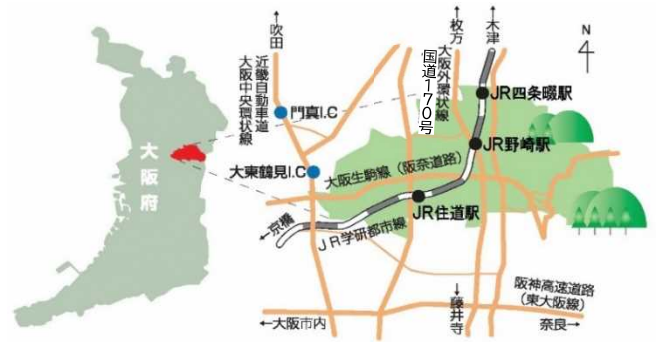 大阪府
←吹田
近畿自動車道
大阪中央環状線
門真I.C
大東鶴見I.C
大阪外環状線
国道170号
←枚方
←木津
N
JR四条畷駅
JR野崎駅
大阪生駒線（阪奈道路）
JR住道駅
←京橋
JR学研都市線
阪神高速道路
（東大阪線）
→藤井寺
←大阪市内
奈良→